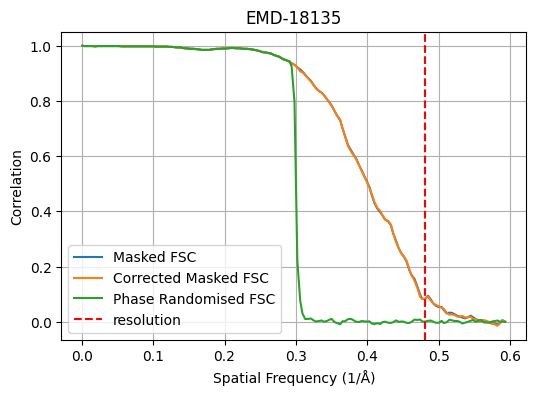 EMD-18135
1.0
0.8
0.6
0.4
0.2
0.0
Correlation
Masked FSC
Corrected Masked FSC
Phase Randomised FSC
resolution
0.0 0.1 0.2 0.3 0.4 0.5 0.6
Spatial Frequency (1/Å)